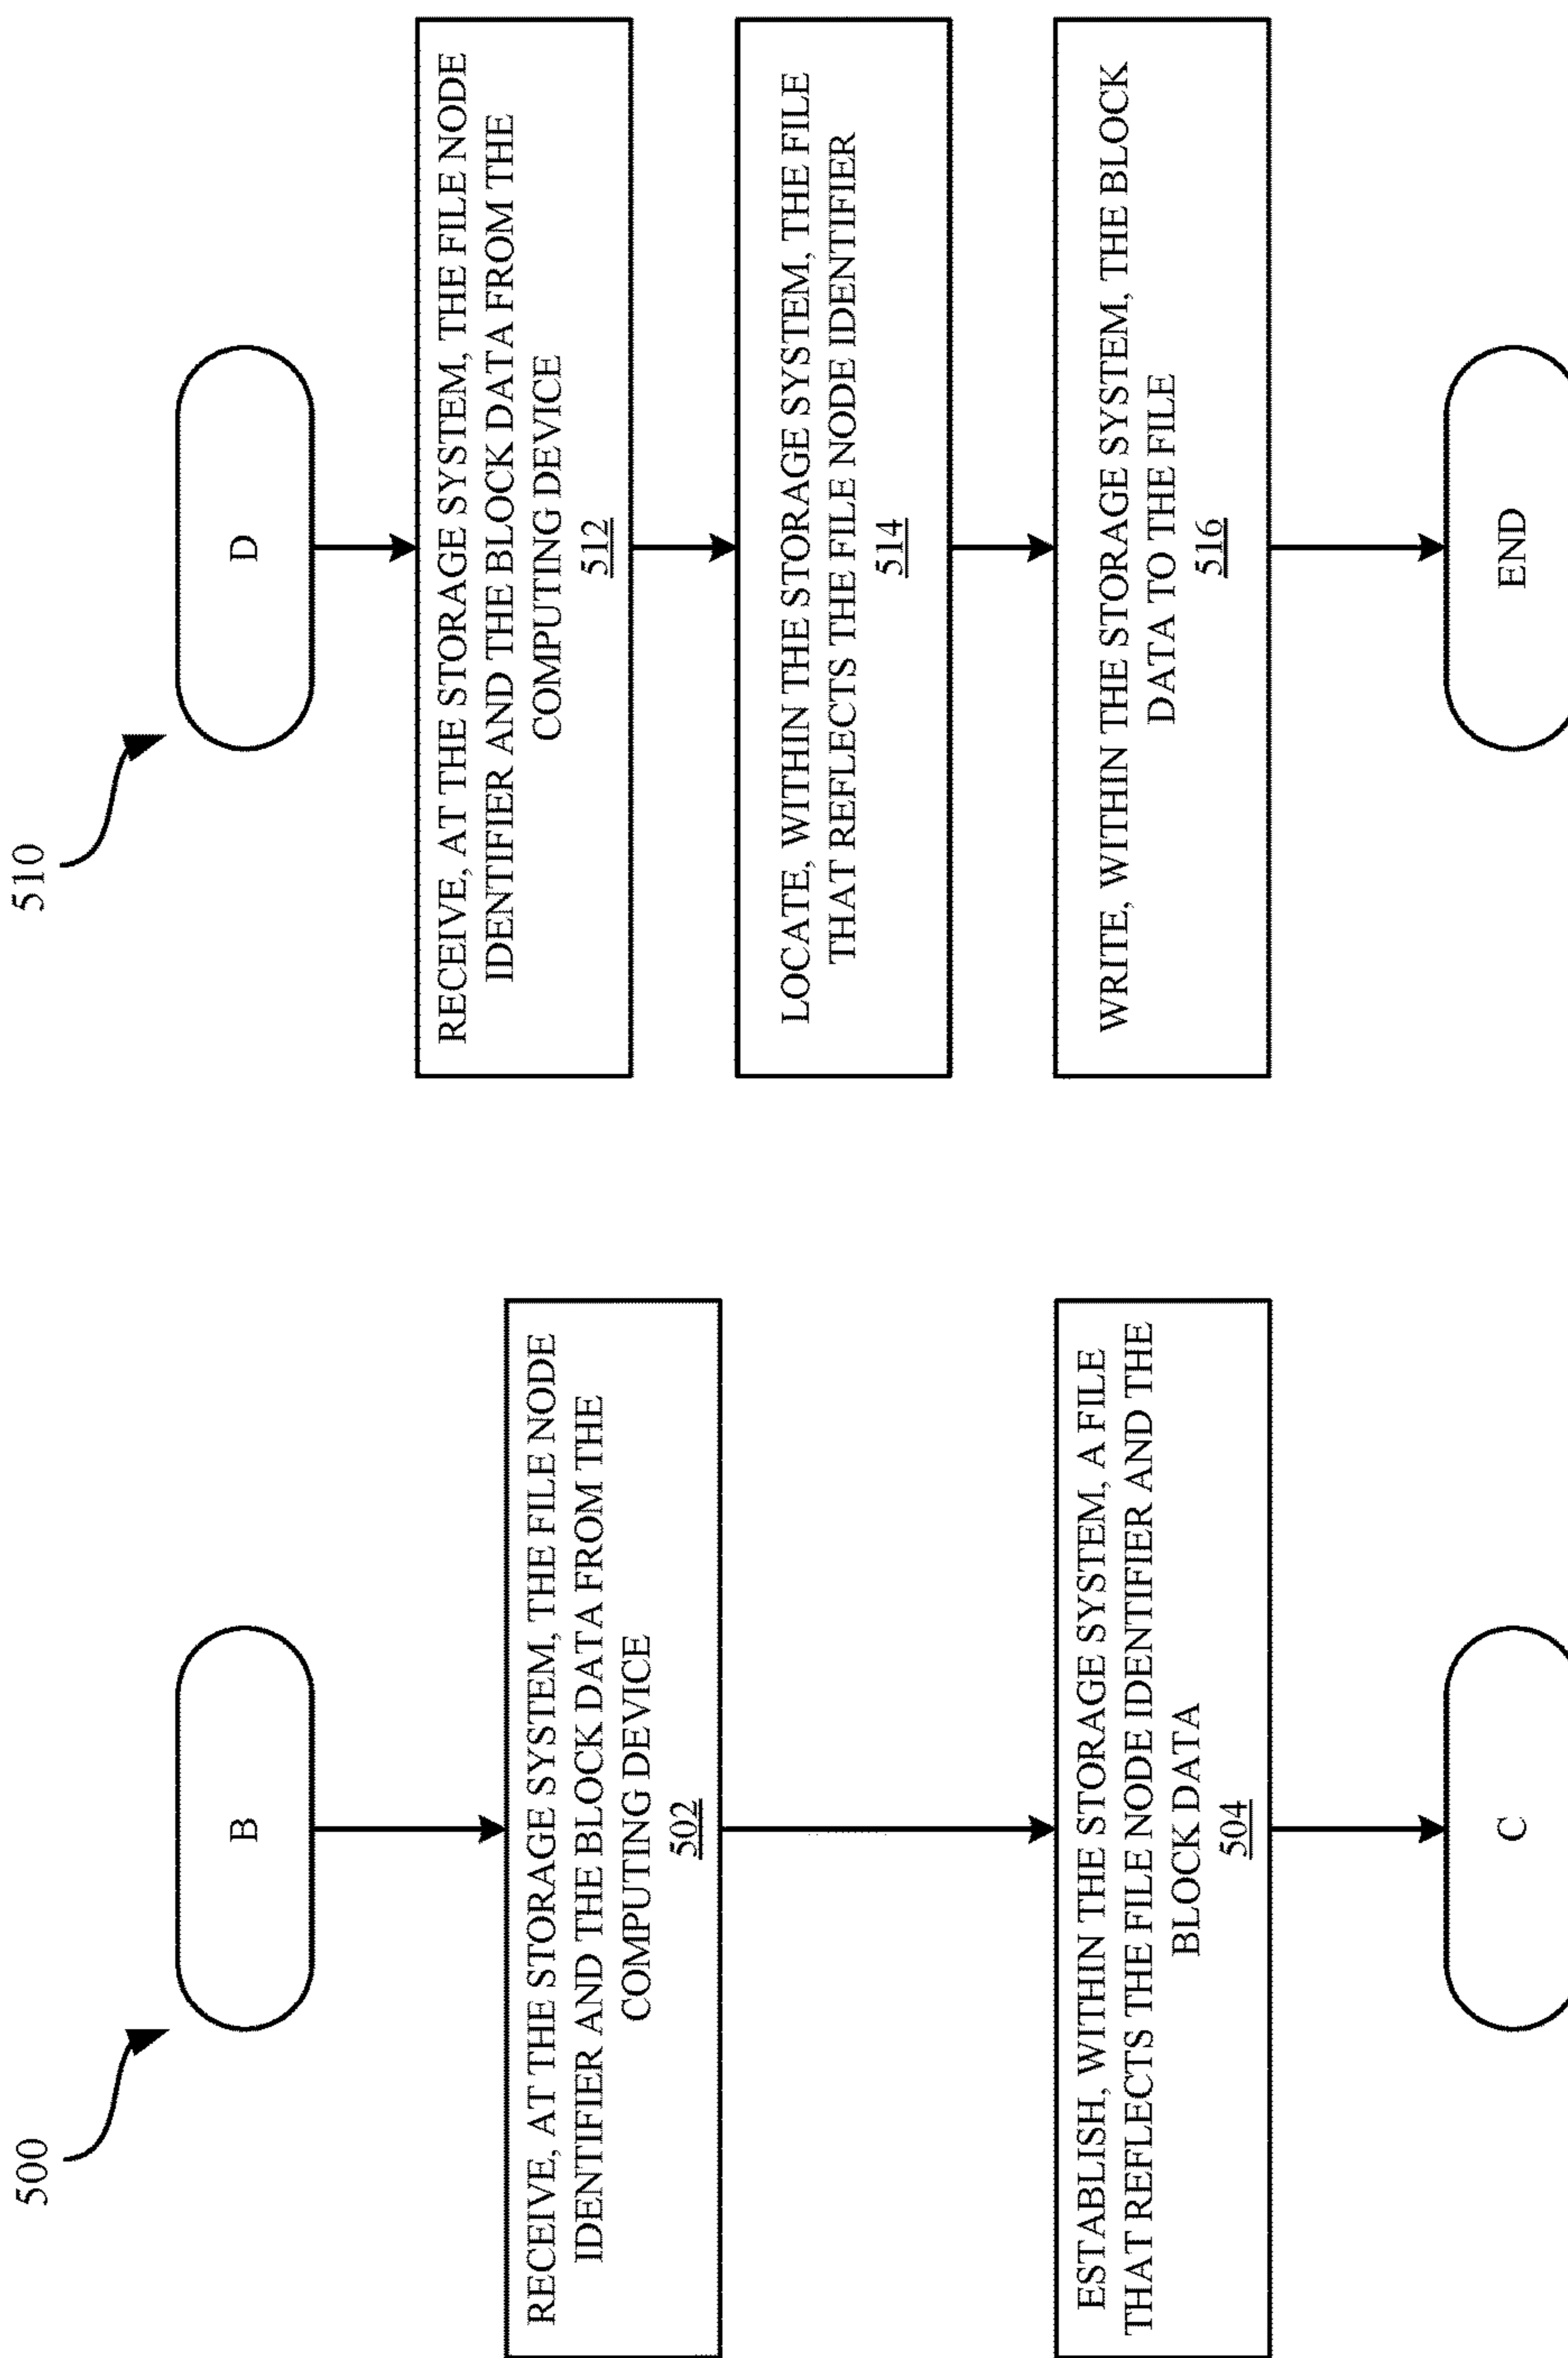 500
B
RECEIVE, AT THE STORAGE SYSTEM, THE FILE NODE
IDENTIFIER AND THE BLOCK DATA FROM THE
COMPUTING DEVICE
502
ESTABLISH, WITHIN THE STORAGE SYSTEM, A FILE
THAT REFLECTS THE FILE NODE IDENTIFIER AND THE
BLOCK DATA
504
C
510
D
RECEIVE, AT THE STORAGE SYSTEM, THE FILE NODE
IDENTIFIER AND THE BLOCK DATA FROM THE
COMPUTING DEVICE
512
LOCATE, WITHIN THE STORAGE SYSTEM, THE FILE
THAT REFLECTS THE FILE NODE IDENTIFIER
514
WRITE, WITHIN THE STORAGE SYSTEM, THE BLOCK
DATA TO THE FILE
516
END